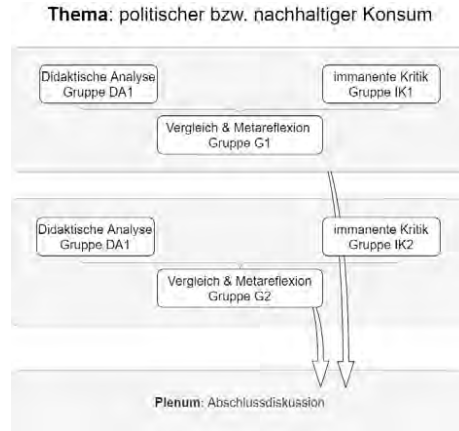 Thema: politischer bzw. nachhaltiger Konsum
Didaktische Analyse
Gruppe DA1
immanente Kritik
Gruppe IK1
Vergleich & Metareflexion
Gruppe G1
Didaktische Analyse
Gruppe DA1
immanente Kritik
Gruppe IK2
Vergleich & Metareflexion
Gruppe G2
Plenum: Abschlussdiskussion